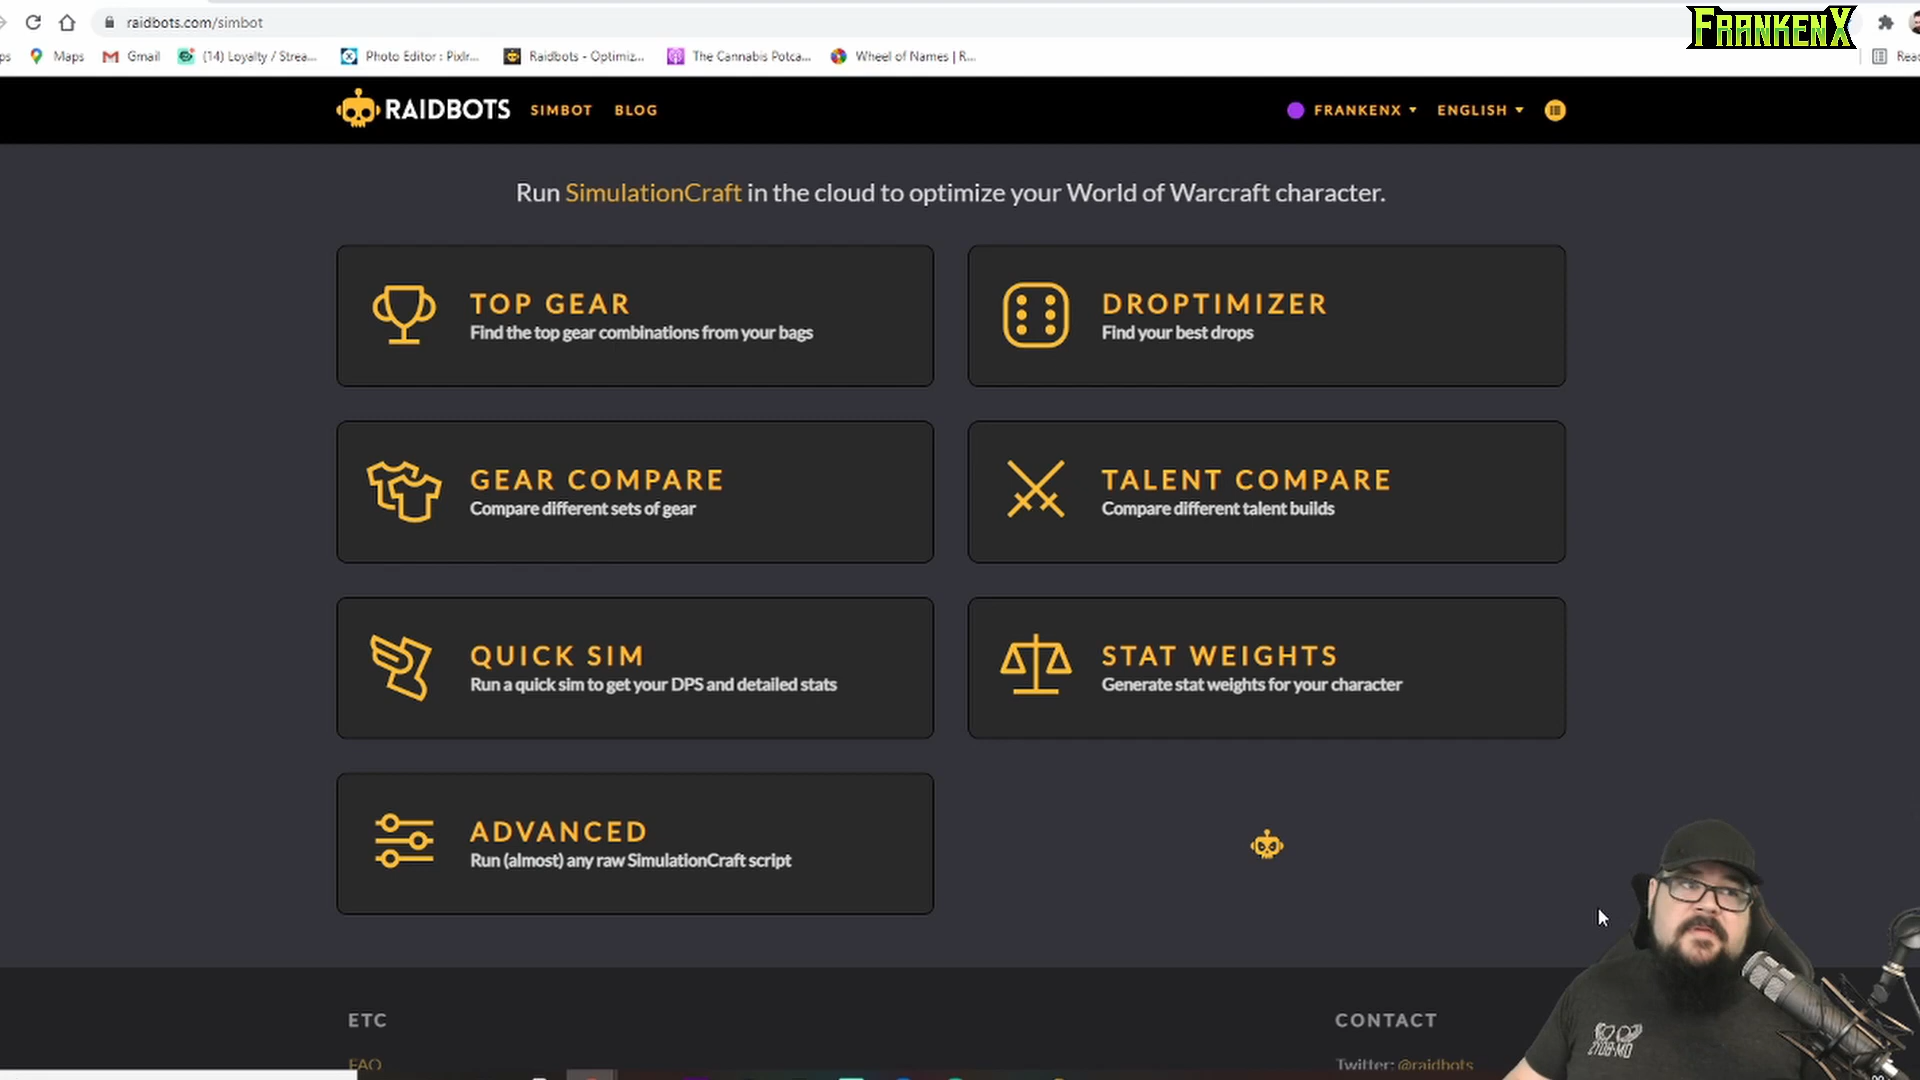 raidbots.com/simbot
FRANKENX
ps
Maps
Gmail
(14) Loyalty / Strea...
Photo Editor : Pixlr...
Raidbots - Optimiz...
The Cannabis Potca...
Wheel of Names | R...
Reac
RAIDBOTS
SIMBOT
BLOG
FRANKENX
ENGLISH
Run SimulationCraft in the cloud to optimize your World of Warcraft character.
TOP GEAR
Find the top gear combinations from your bags
DROPTIMIZER
Find your best drops
GEAR COMPARE
Compare different sets of gear
TALENT COMPARE
Compare different talent builds
QUICK SIM
Run a quick sim to get your DPS and detailed stats
STAT WEIGHTS
Generate stat weights for your character
ADVANCED
Run (almost) any raw SimulationCraft script
ETC
CONTACT
FAQ
Twitter: @raidbots